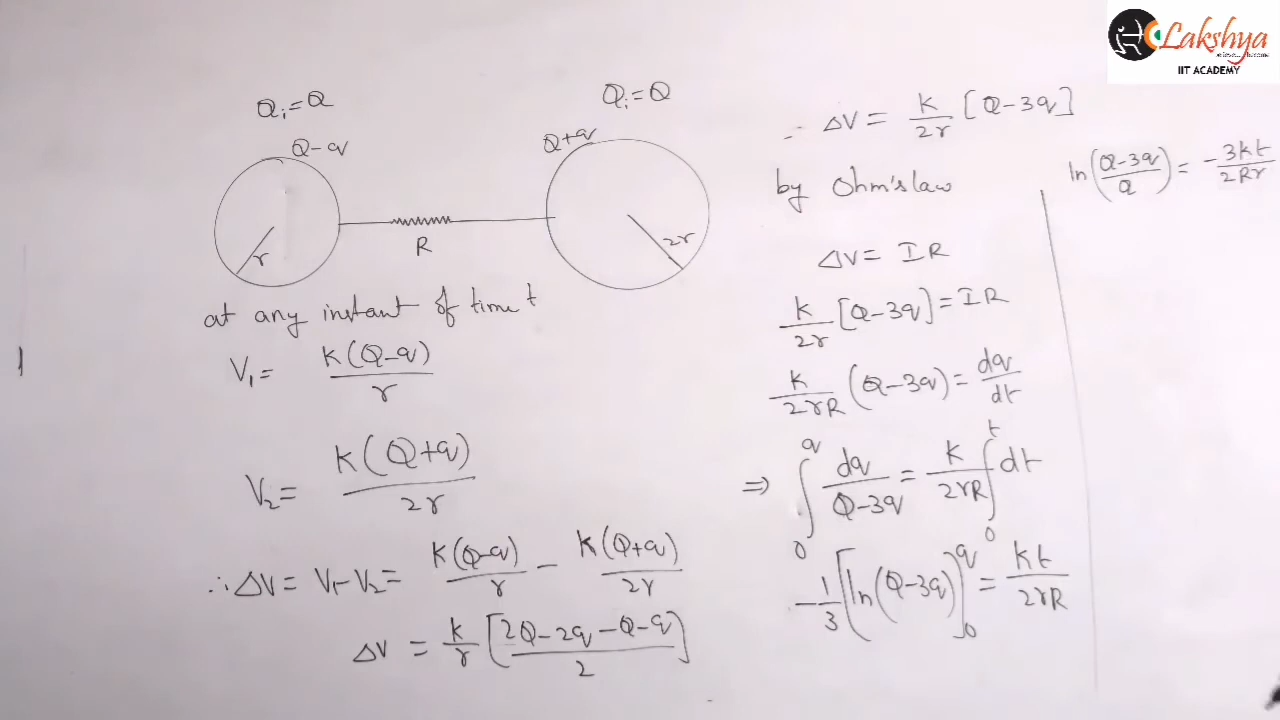 Lakshya
IIT ACADEMY
Qi=Q
Qi=Q
Q-q
Q+q
r
R
2r
at any instant of time t
V₁= K(Q-q)/r
V₂= K(Q+q)/2r
∴ ΔV= V₁-V₂= K(Q-q)/r - K(Q+q)/2r
ΔV = K/r [2Q-2q-Q-q/2]
∴ ΔV= K/2r [Q-3q]
by Ohm's law
ΔV= IR
K/2r [Q-3q]=IR
K/2rR (Q-3q)= dq/dt
⇒ ∫₀^q dq/Q-3q = K/2rR ∫₀^t dt
-1/3 [ln(Q-3q)]₀^q = Kt/2rR
ln(Q-3q/Q)= -3Kt/2Rr